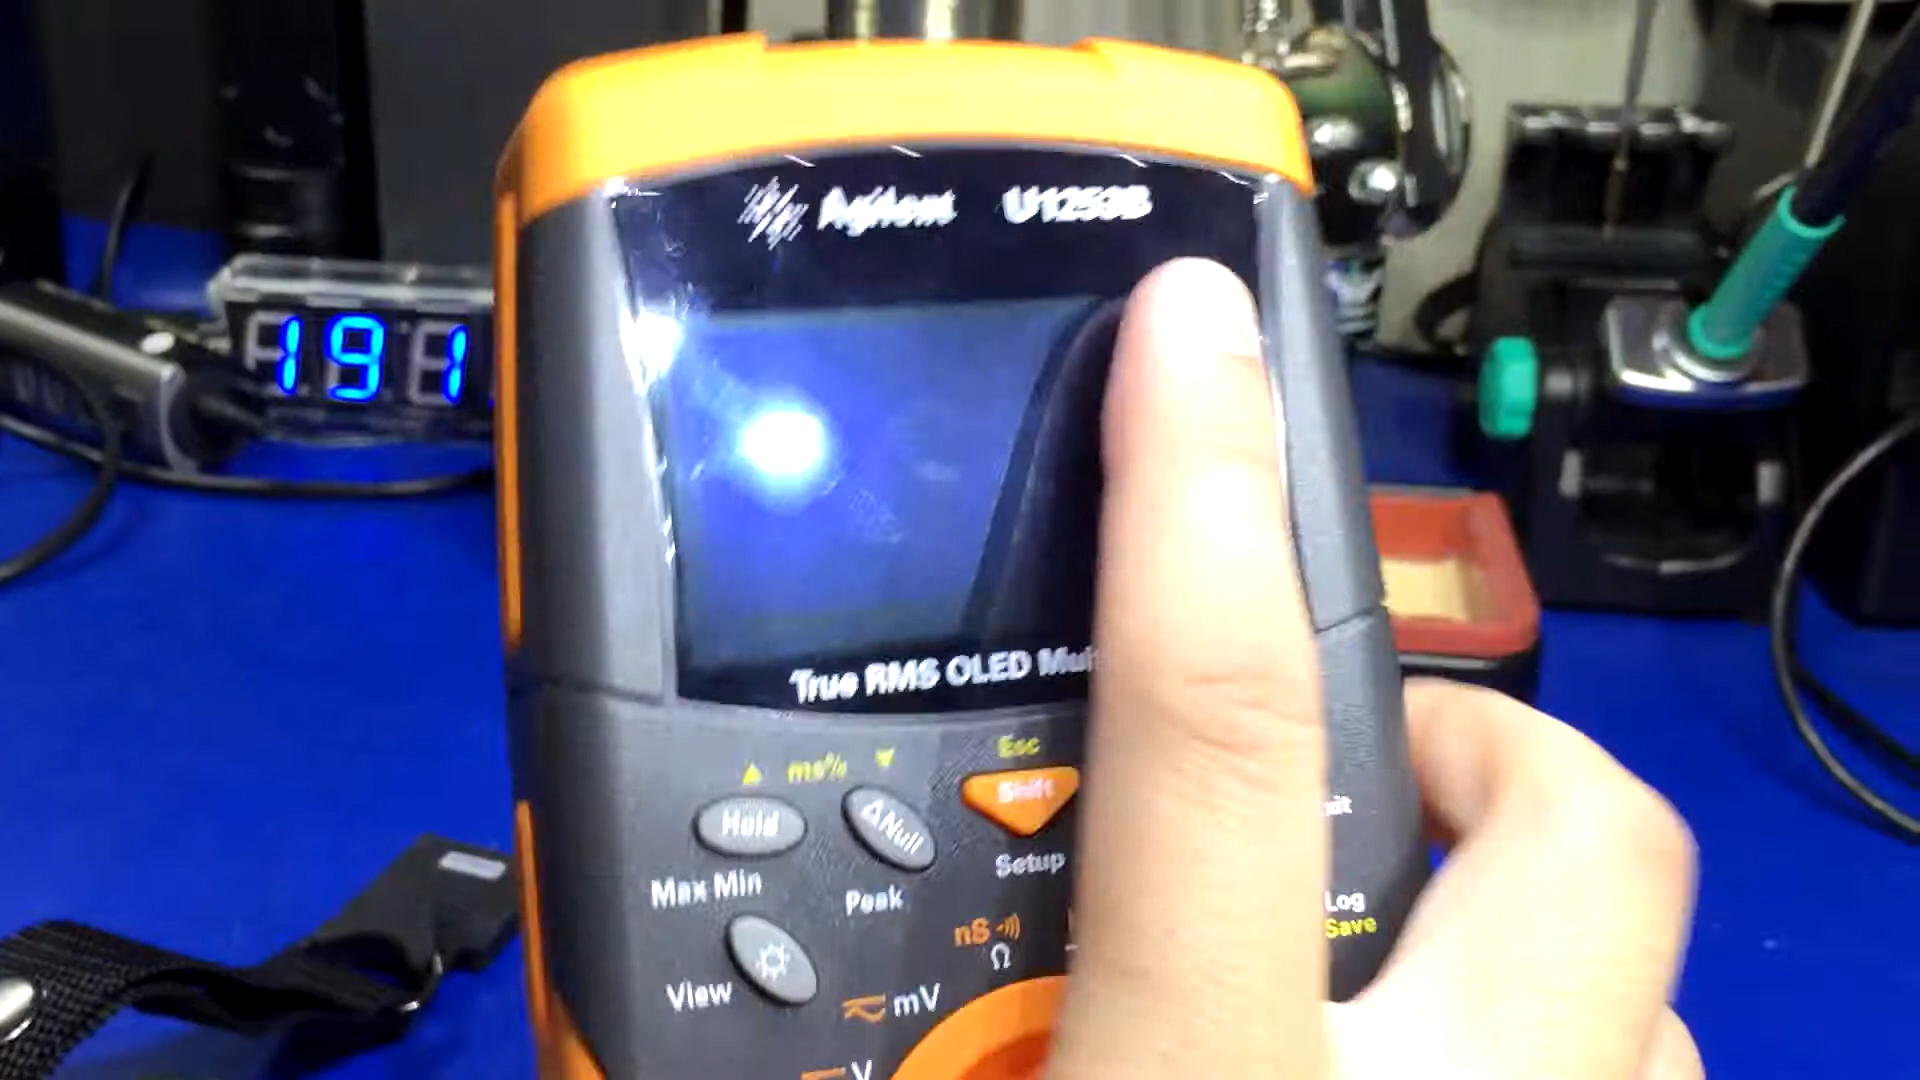 Agilent U1253B
191
True RMS OLED
Esc
ms%
Shift
Hold
ΔNull
Setup
Max Min
Peak
Log
nS
Save
Ω
View
mV
V